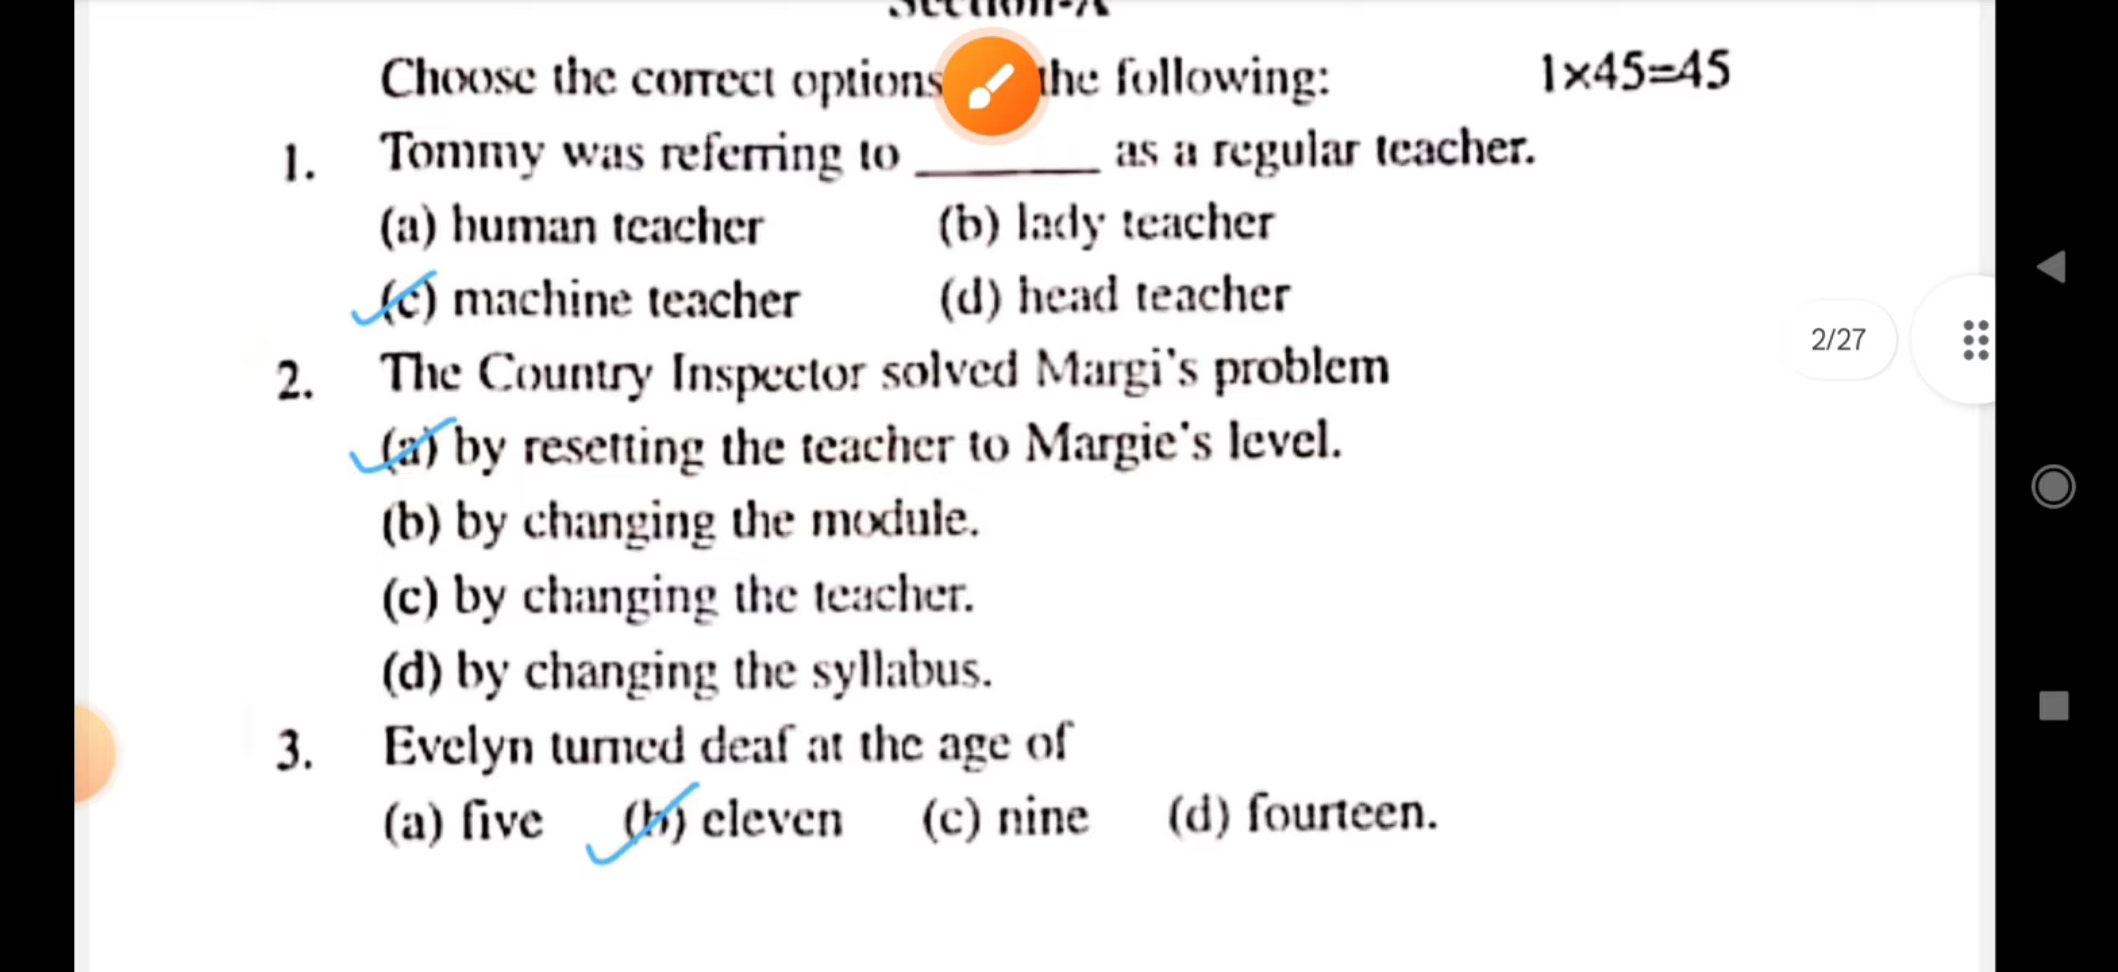 Section-A
Choose the correct options the following: 1×45=45
1. Tommy was referring to ______ as a regular teacher.
(a) human teacher (b) lady teacher
(c) machine teacher (d) head teacher
2. The Country Inspector solved Margi's problem
2/27
(a) by resetting the teacher to Margie's level.
(b) by changing the module.
(c) by changing the teacher.
(d) by changing the syllabus.
3. Evelyn turned deaf at the age of
(a) five (b) eleven (c) nine (d) fourteen.